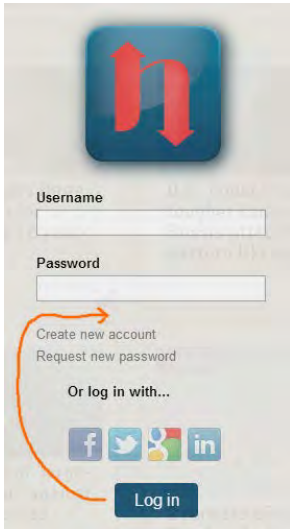 Username
Password
Create new account
Request new password
Or log in with...
Log in